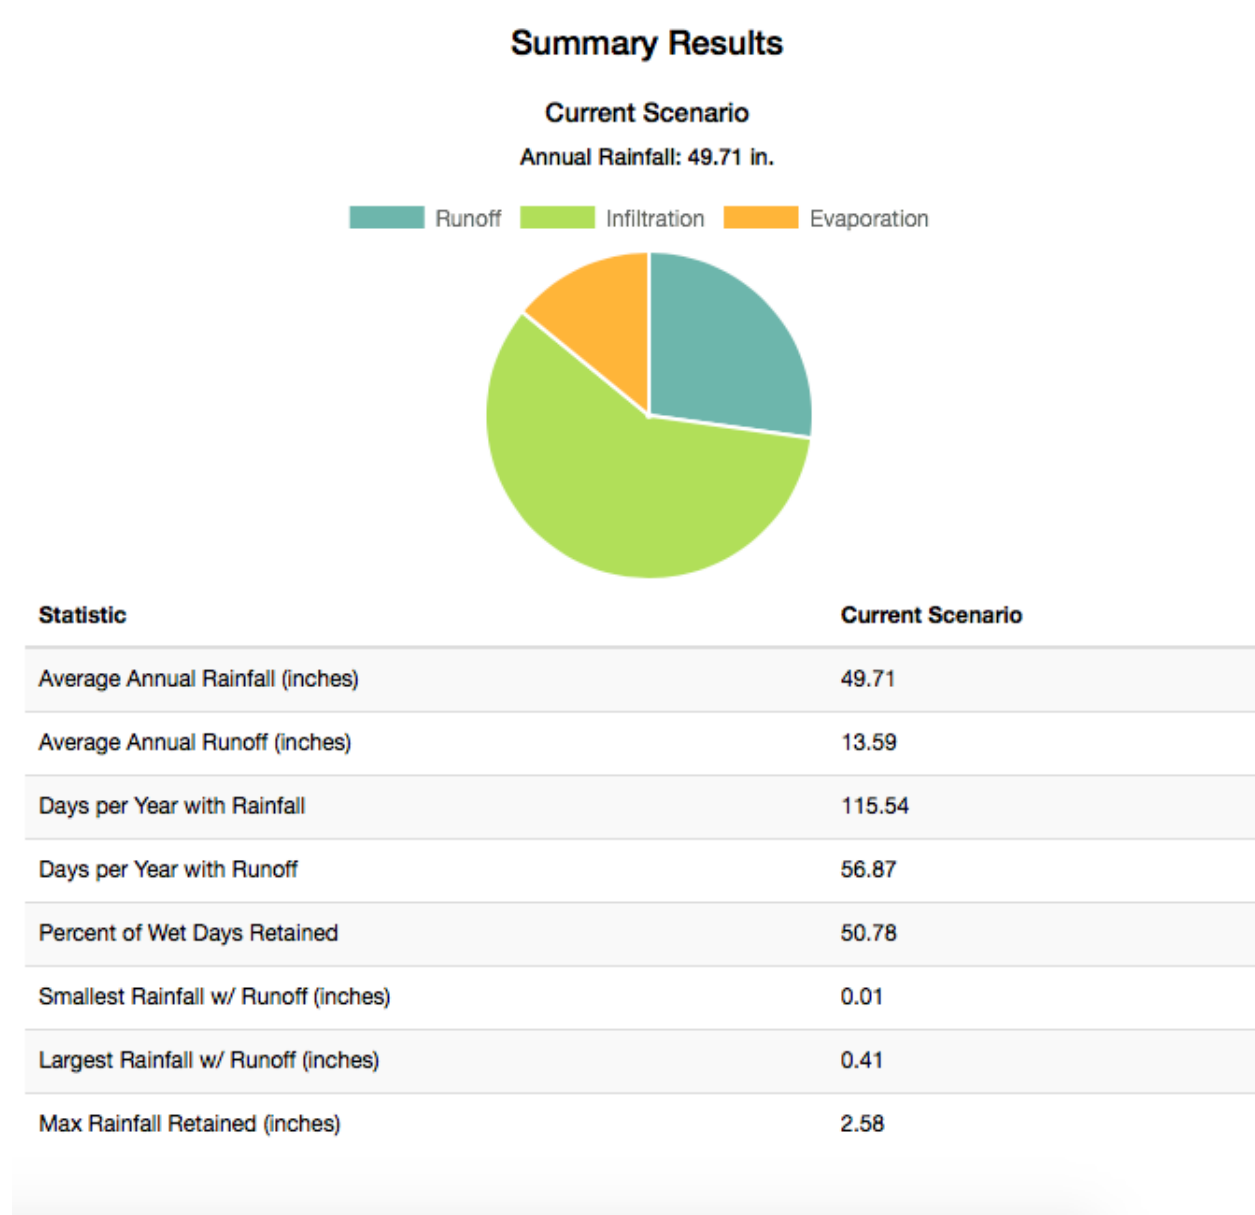 Summary Results
Current Scenario
Annual Rainfall: 49.71 in.
Runoff Infiltration Evaporation
Statistic Current Scenario
Average Annual Rainfall (inches) 49.71
Average Annual Runoff (inches) 13.59
Days per Year with Rainfall 115.54
Days per Year with Runoff 56.87
Percent of Wet Days Retained 50.78
Smallest Rainfall w/ Runoff (inches) 0.01
Largest Rainfall w/ Runoff (inches) 0.41
Max Rainfall Retained (inches) 2.58